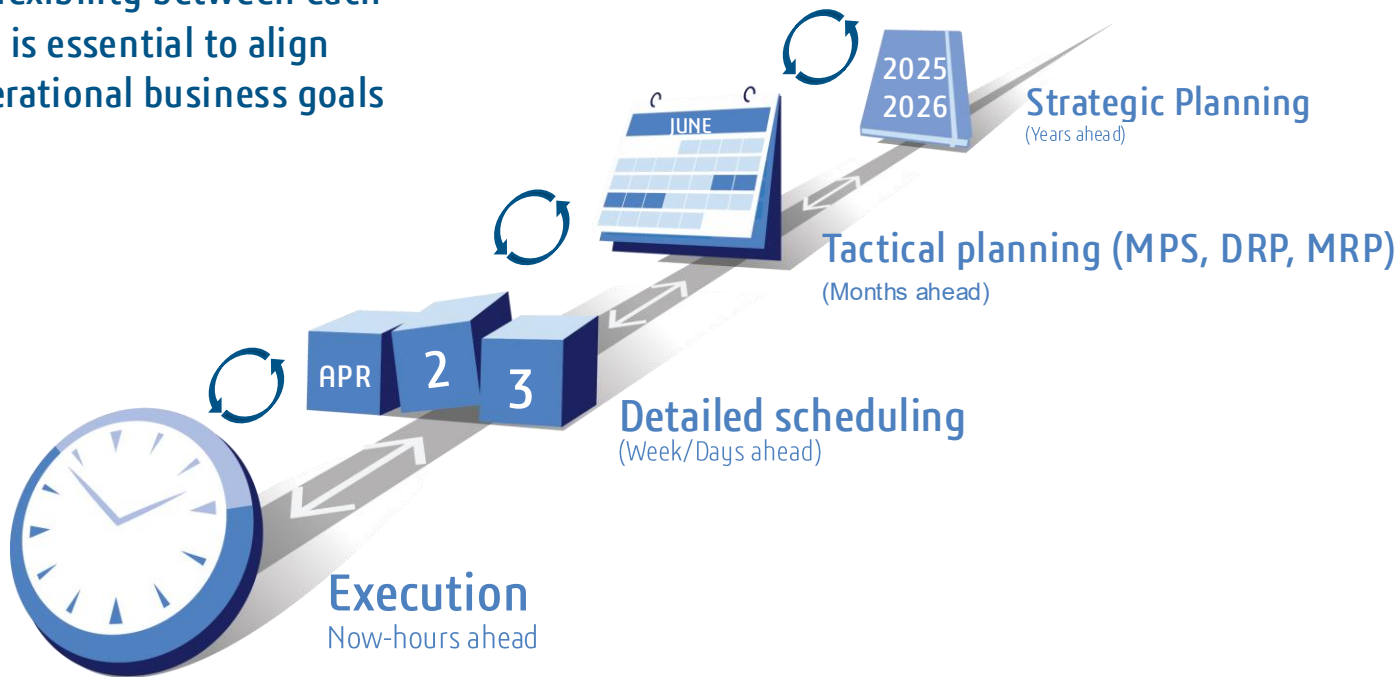 is essential to align
business goals
2025
2026
Strategic Planning
(Years ahead)
JUNE
Tactical planning (MPS, DRP, MRP)
(Months ahead)
APR
2
3
Detailed scheduling
(Week/Days ahead)
Execution
Now-hours ahead